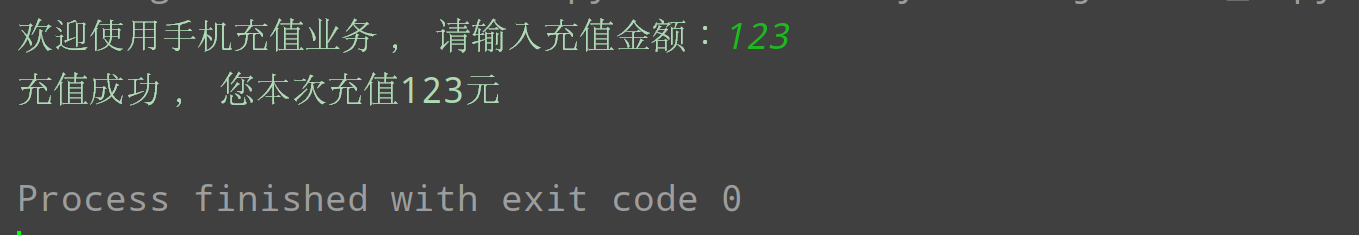 欢迎使用手机充值业务，请输入充值金额：123
充值成功，您本次充值123元
Process finished with exit code 0